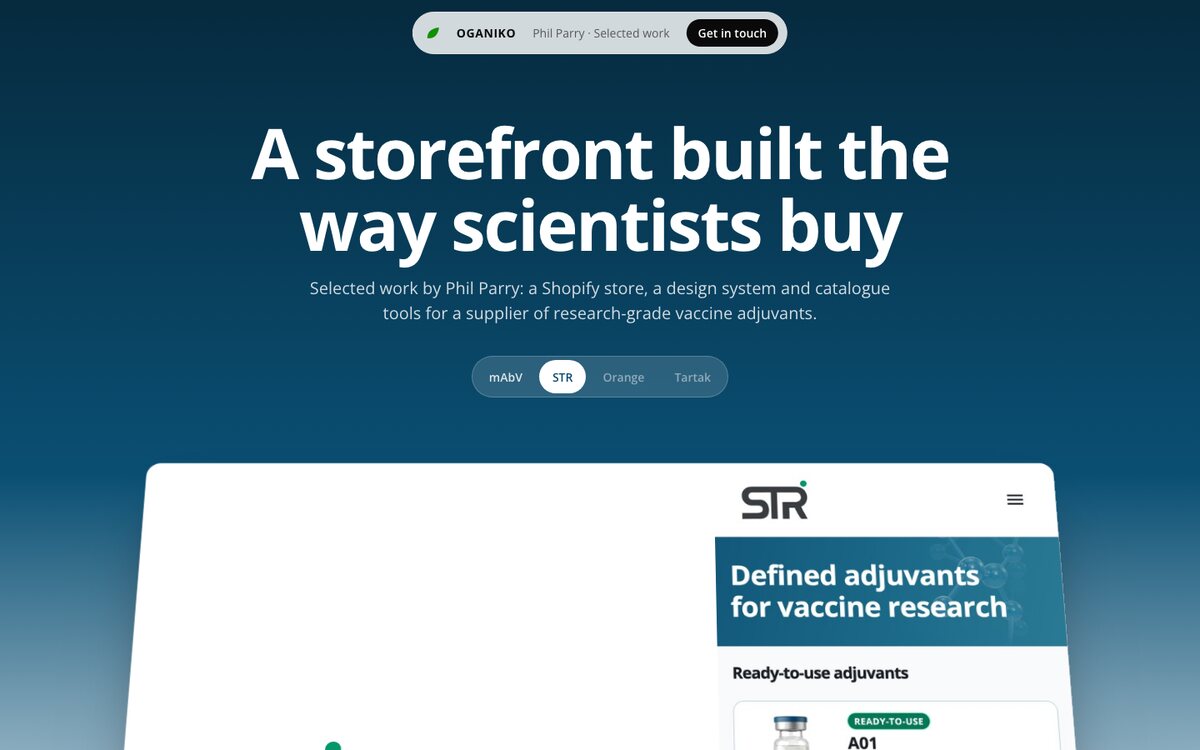 OGANIKO Phil Parry · Selected work Get in touch
A storefront built the
way scientists buy
Selected work by Phil Parry: a Shopify store, a design system and catalogue
tools for a supplier of research-grade vaccine adjuvants.
mAbV STR Orange Tartak
STR
Defined adjuvants
for vaccine research
Ready-to-use adjuvants
READY-TO-USE
A01